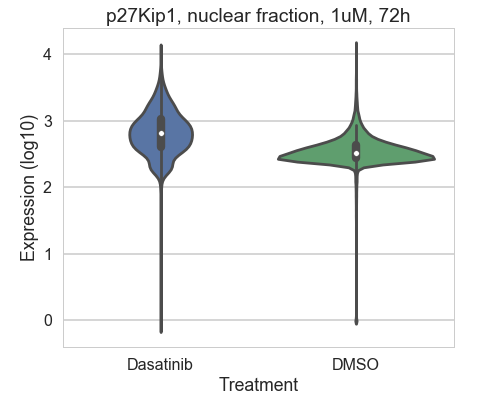 p27Kip1, nuclear fraction, 1uM, 72h
4
3
2
1
0
Expression (log10)
Dasatinib
DMSO
Treatment